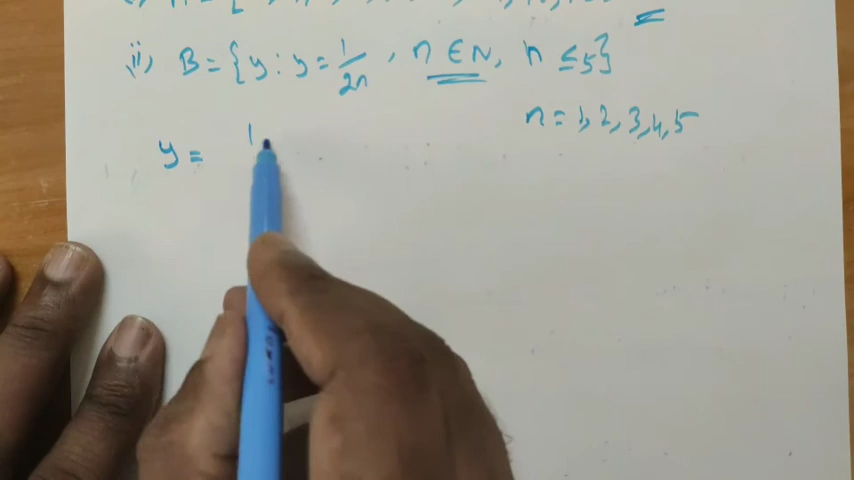 ii) B = {y : y = 1/2n , n ∈ N, n ≤ 5}
n = 1, 2, 3, 4, 5
y = 1